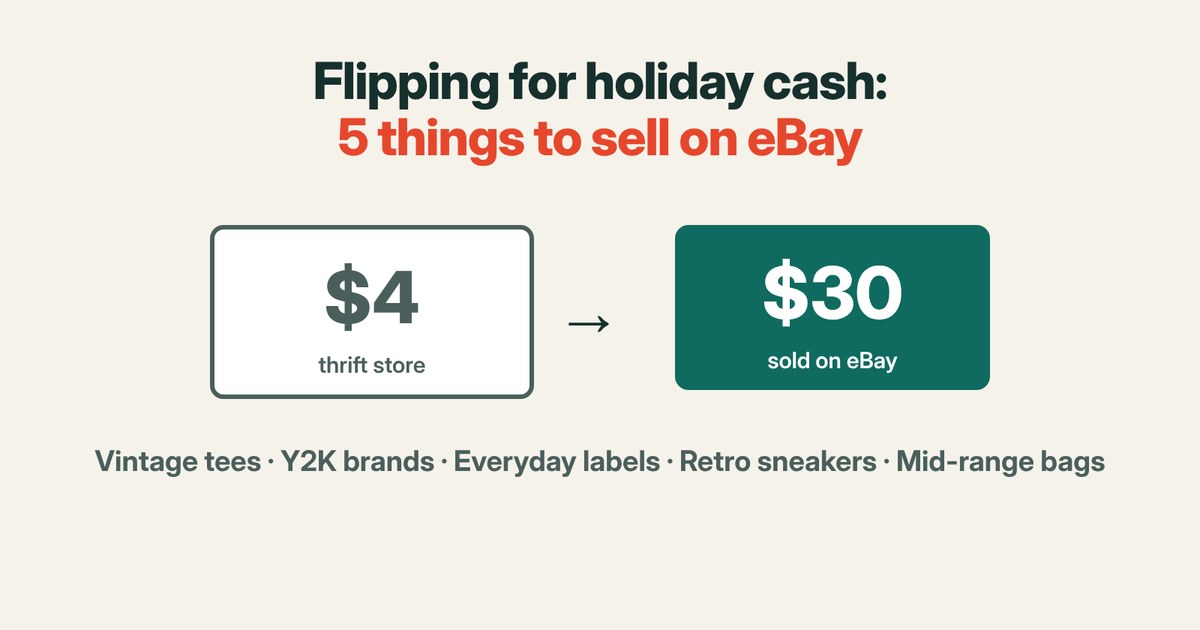 Flipping for holiday cash:
5 things to sell on eBay
$4
thrift store
→
$30
sold on eBay
Vintage tees · Y2K brands · Everyday labels · Retro sneakers · Mid-range bags